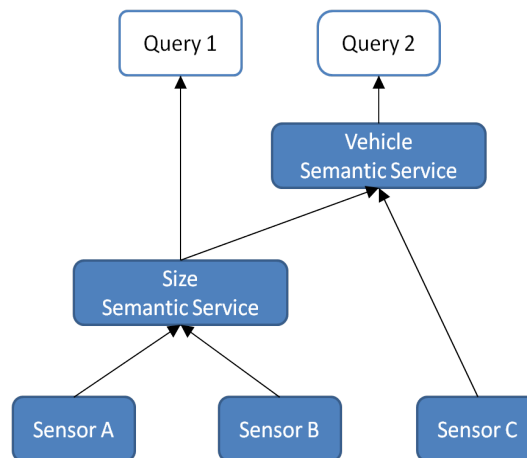 Query 1
Query 2
Vehicle
Semantic Service
Size
Semantic Service
Sensor A
Sensor B
Sensor C